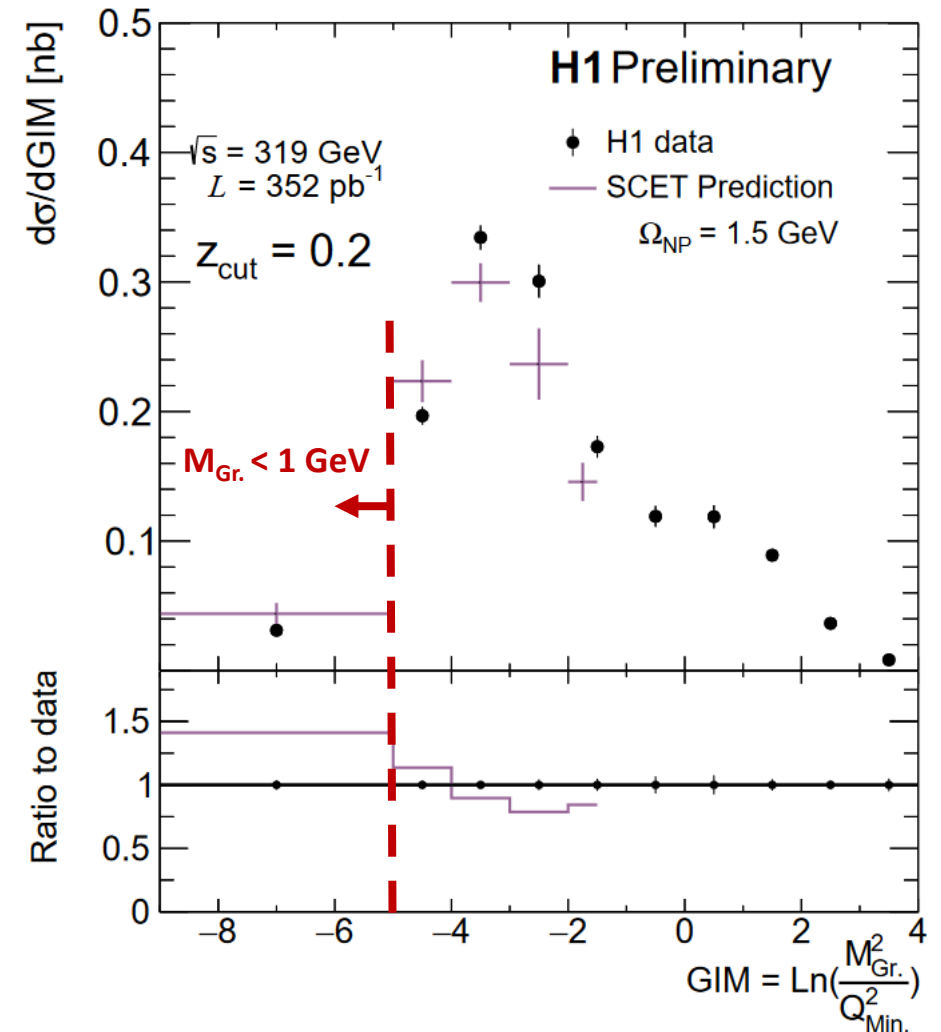 dσ/dGIM [nb]
0.5
0.4
0.3
0.2
0.1
H1 Preliminary
√s = 319 GeV
L = 352 pb⁻¹
z_cut = 0.2
H1 data
SCET Prediction
Ω_NP = 1.5 GeV
M_Gr. < 1 GeV
Ratio to data
1.5
1
0.5
0
−8 −6 −4 −2 0 2 4
GIM = Ln(M²_Gr./Q²_Min.)